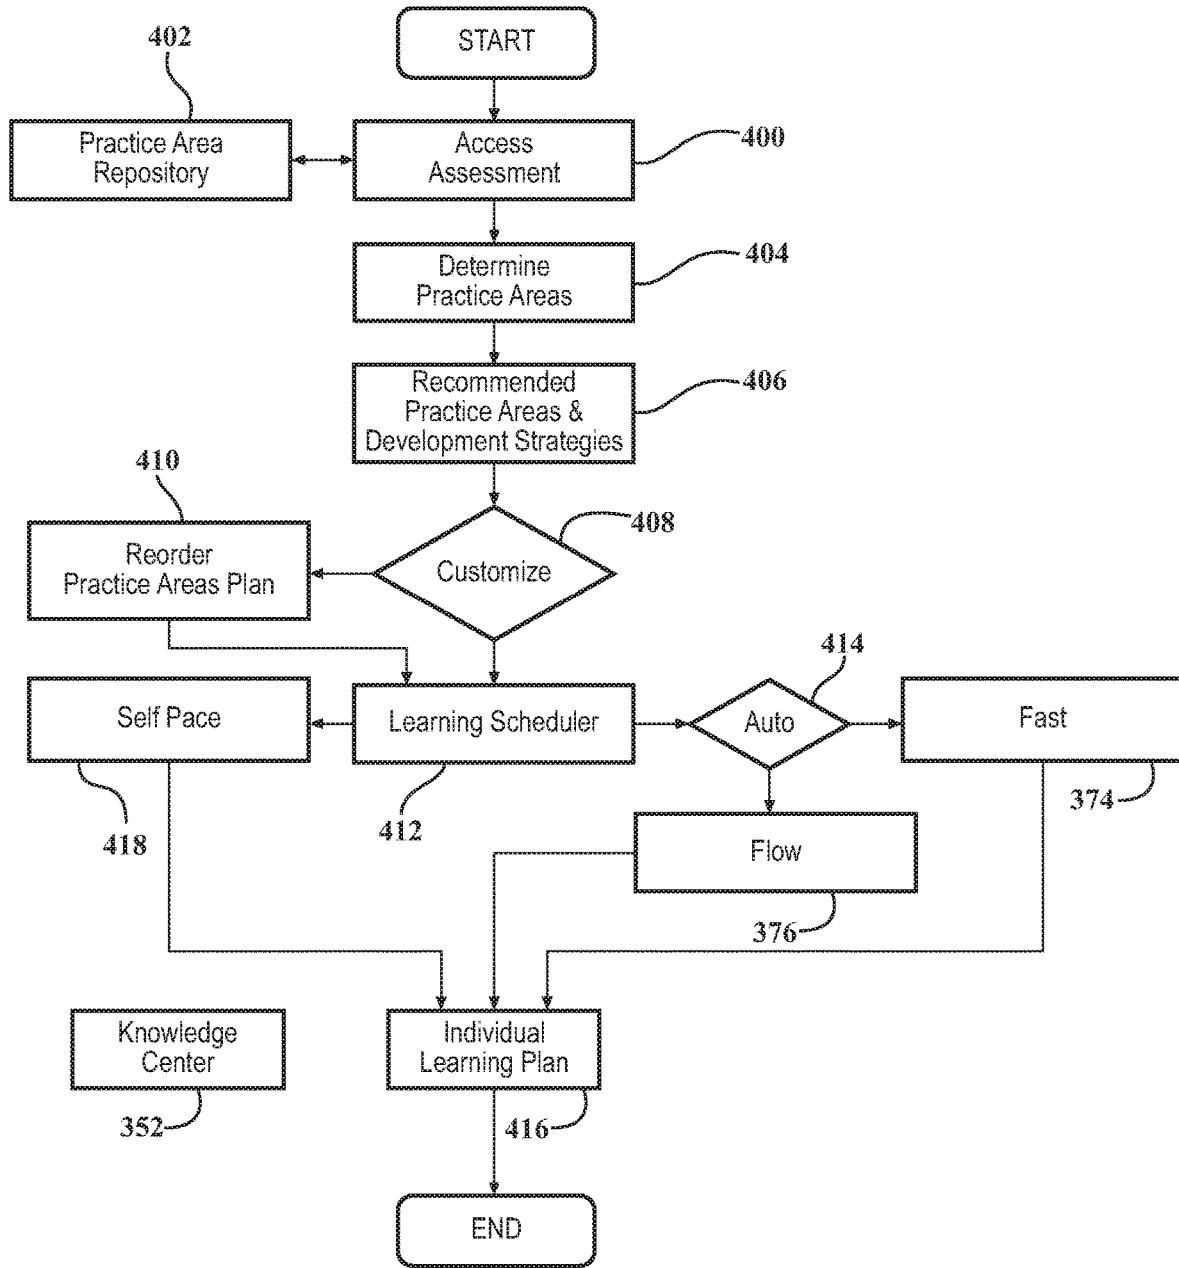 START
402
Practice Area
Repository
Access
Assessment
400
Determine
Practice Areas
404
Recommended
Practice Areas &
Development Strategies
406
410
Reorder
Practice Areas Plan
Customize
408
414
Self Pace
Learning Scheduler
Auto
Fast
418
412
374
Flow
376
Knowledge
Center
352
Individual
Learning Plan
416
END